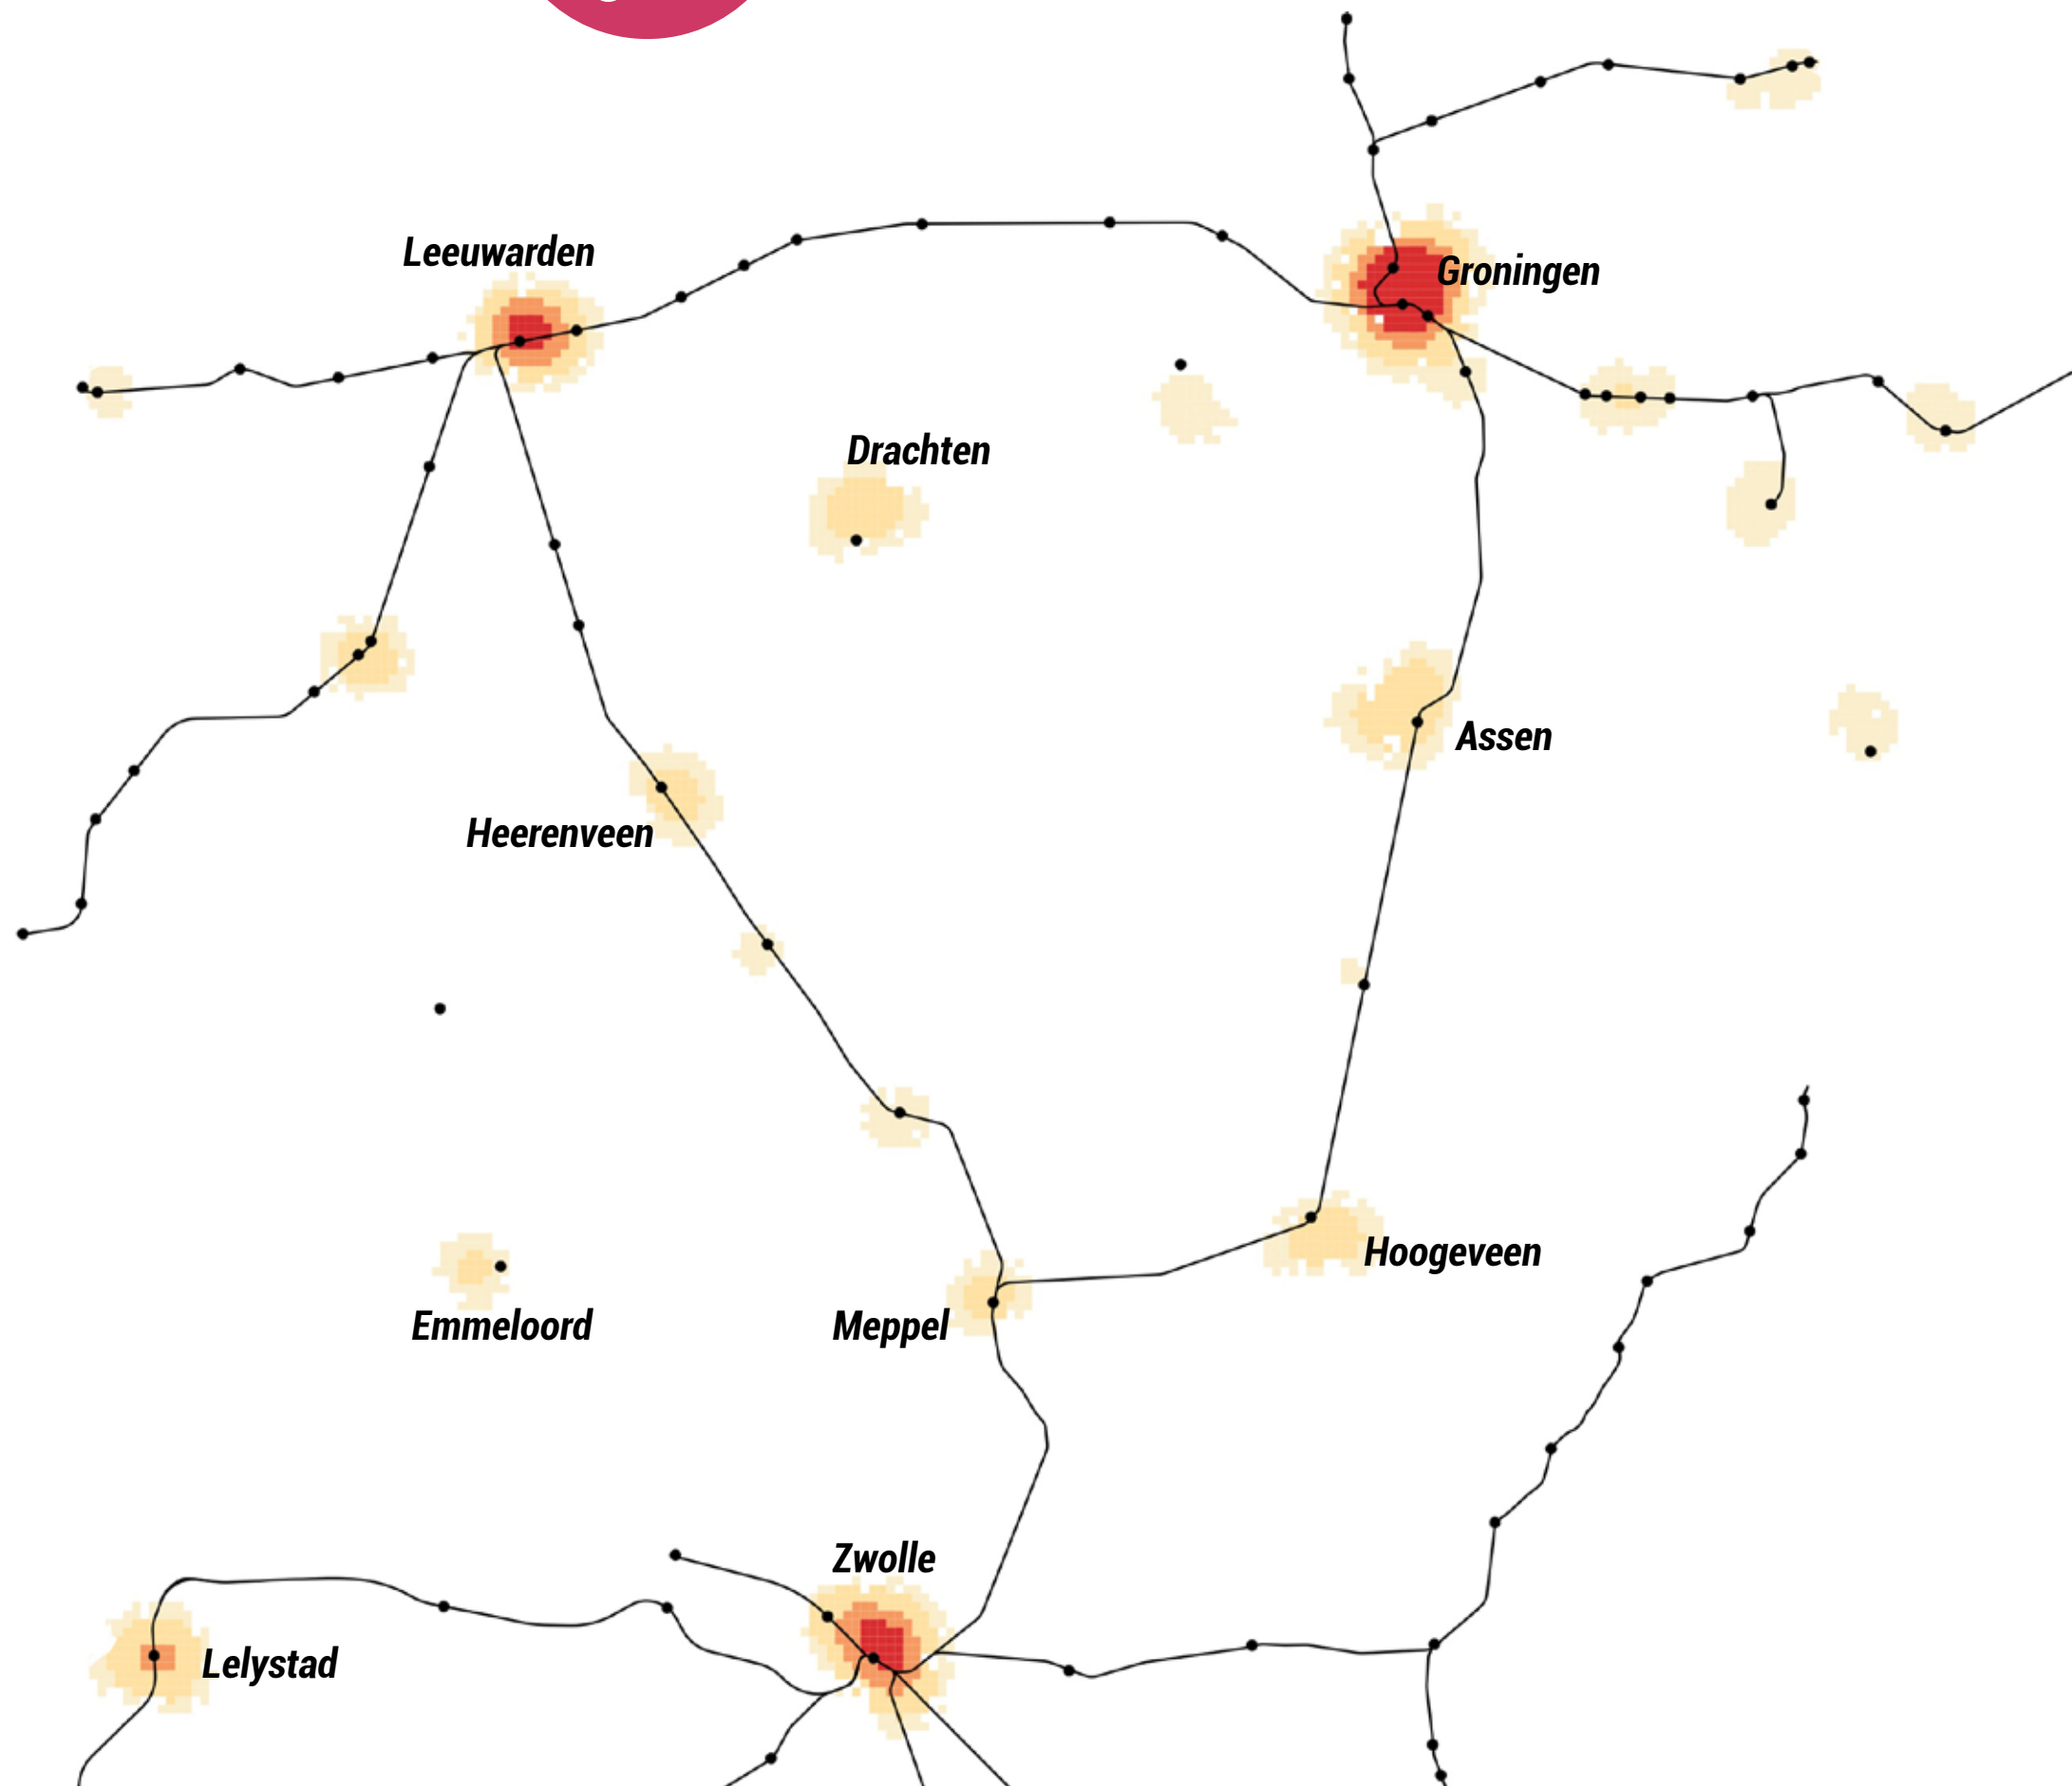 Leeuwarden
Groningen
Drachten
Assen
Heerenveen
Hoogeveen
Emmeloord
Meppel
Zwolle
Lelystad